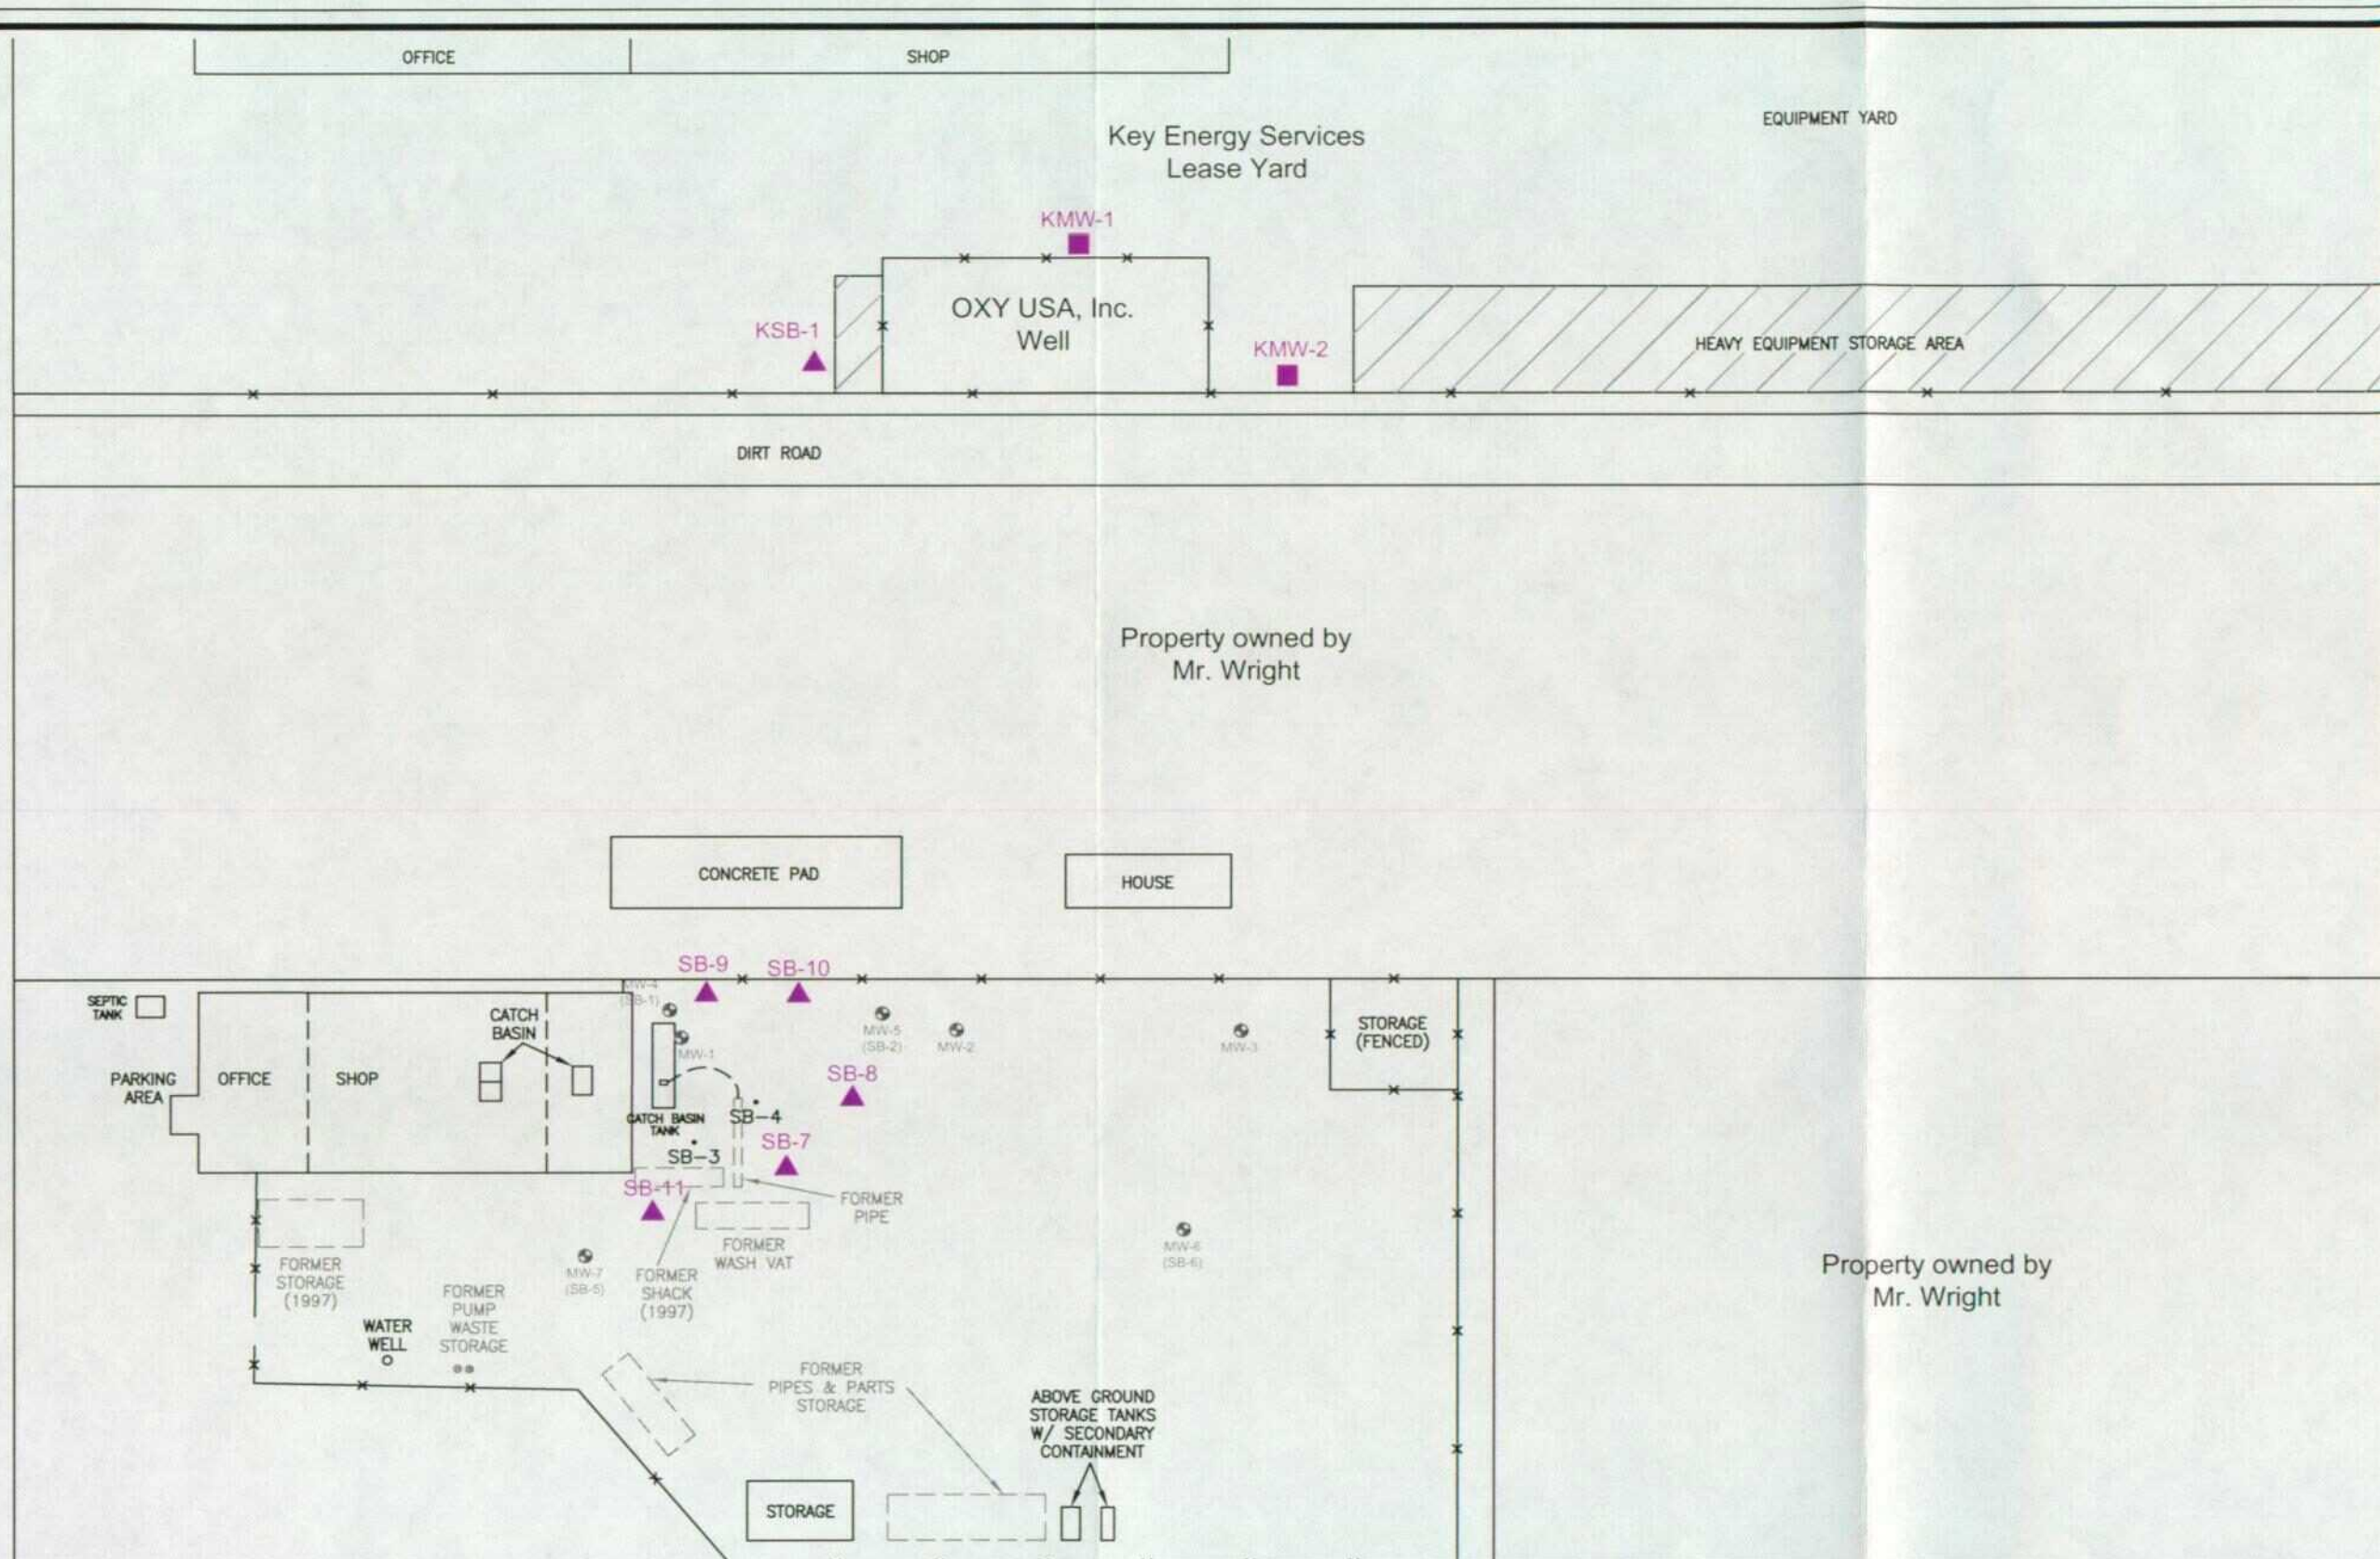 OFFICE
SHOP
EQUIPMENT YARD
Key Energy Services
Lease Yard
KMW-1
OXY USA, Inc.
Well
KSB-1
KMW-2
HEAVY EQUIPMENT STORAGE AREA
DIRT ROAD
Property owned by
Mr. Wright
CONCRETE PAD
HOUSE
SB-9
SB-10
MW-4
(SB-1)
SEPTIC
TANK
CATCH
BASIN
MW-5
(SB-2)
MW-2
MW-3
STORAGE
(FENCED)
MW-1
PARKING
AREA
OFFICE
SHOP
SB-8
CATCH BASIN
TANK
SB-4
SB-7
SB-3
SB-11
FORMER
PIPE
FORMER
WASH VAT
MW-6
(SB-6)
FORMER
STORAGE
(1997)
MW-7
(SB-5)
FORMER
SHACK
(1997)
FORMER
PUMP
WASTE
STORAGE
WATER
WELL
Property owned by
Mr. Wright
FORMER
PIPES & PARTS
STORAGE
ABOVE GROUND
STORAGE TANKS
W/ SECONDARY
CONTAINMENT
STORAGE